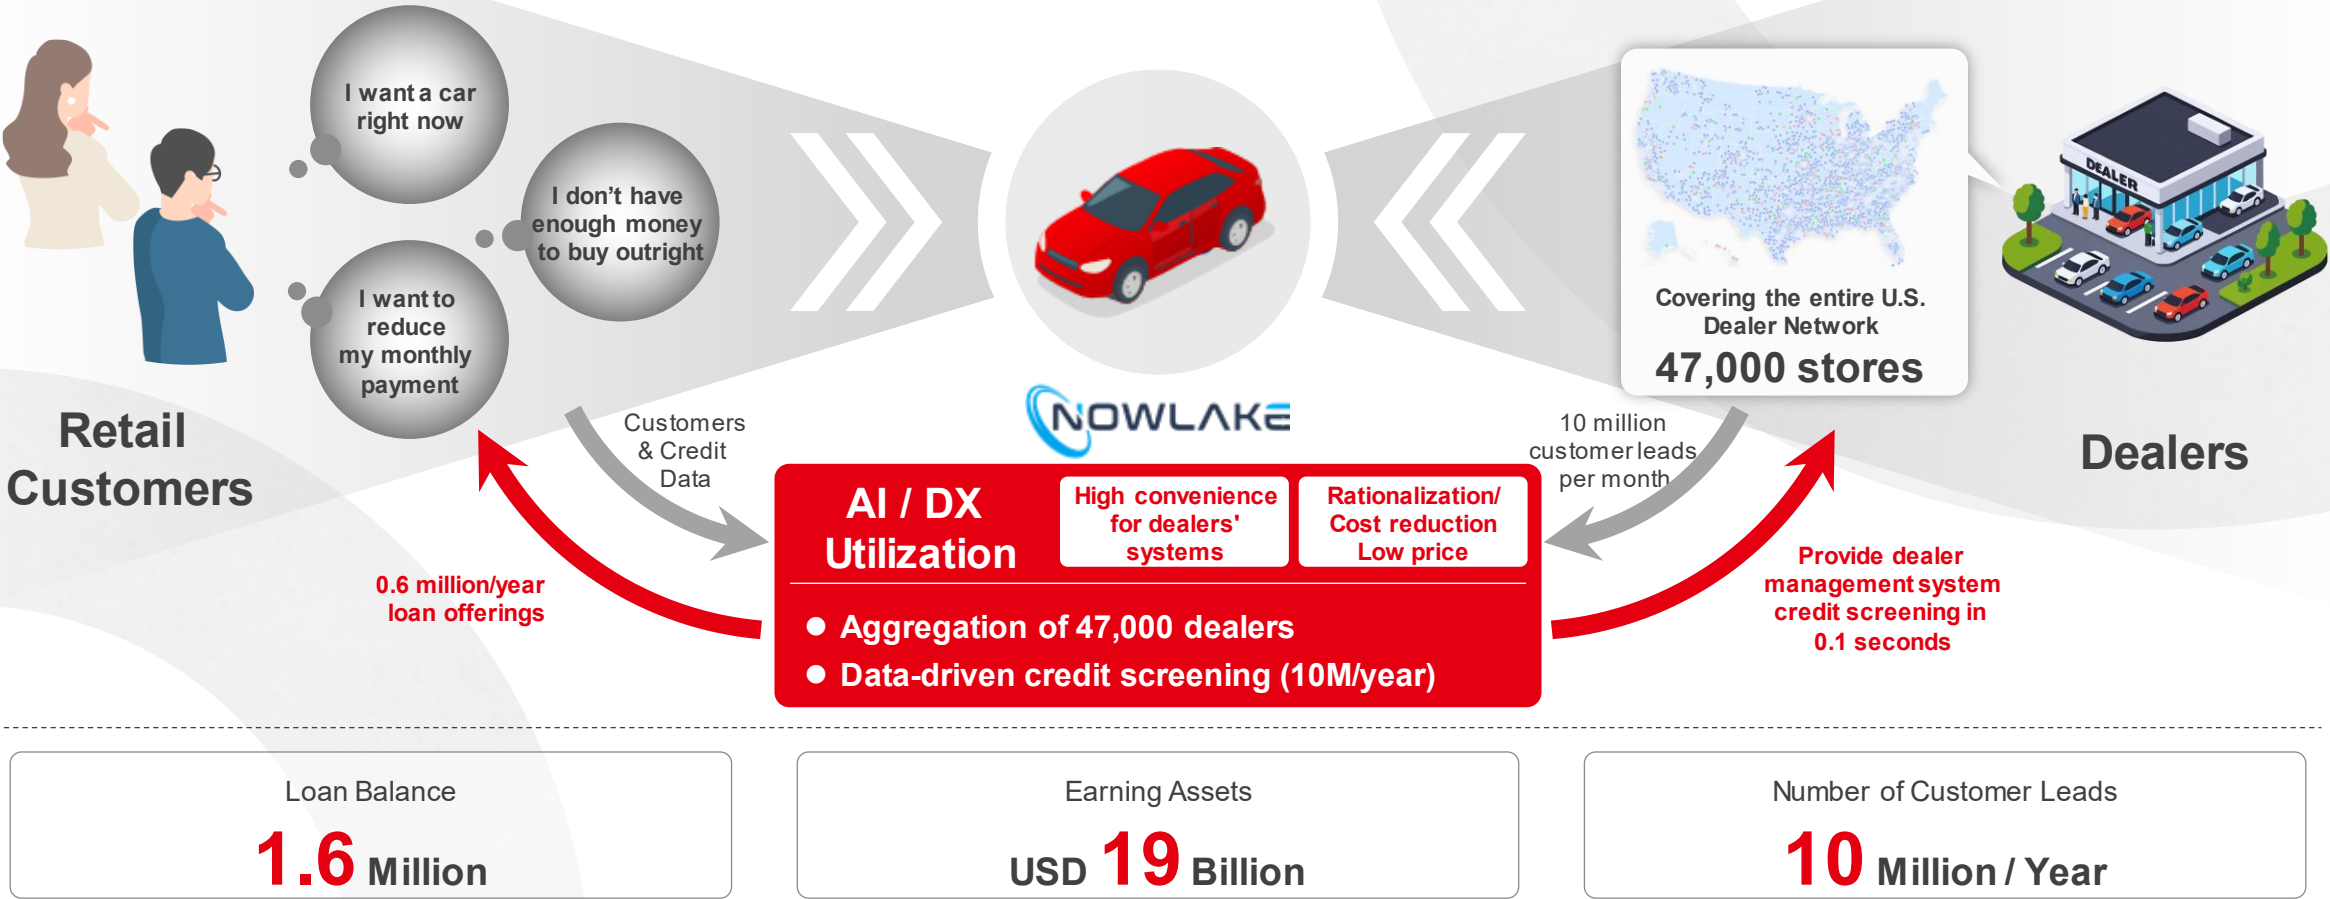 I want a car
right now
I don't have
enough money
to buy outright
I want to
reduce
my monthly
payment
Retail
Customers
DEALER
Covering the entire U.S.
Dealer Network
47,000 stores
Dealers
Customers
& Credit
Data
NOWLAKE
10 million
customer leads
per month
0.6 million/year
loan offerings
AI / DX
Utilization
High convenience
for dealers'
systems
Rationalization/
Cost reduction
Low price
Aggregation of 47,000 dealers
Data-driven credit screening (10M/year)
Provide dealer
management system
credit screening in
0.1 seconds
Loan Balance
1.6 Million
Earning Assets
USD 19 Billion
Number of Customer Leads
10 Million / Year